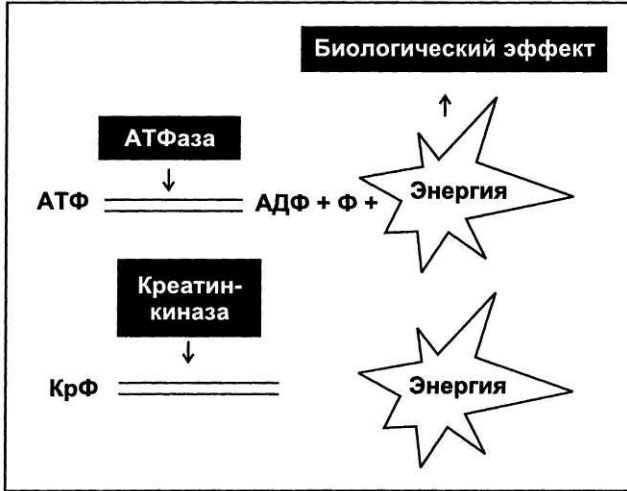 Биологический эффект
АТФаза
АТФ
АДФ + Ф +
Энергия
Креатин-
киназа
КрФ
Энергия